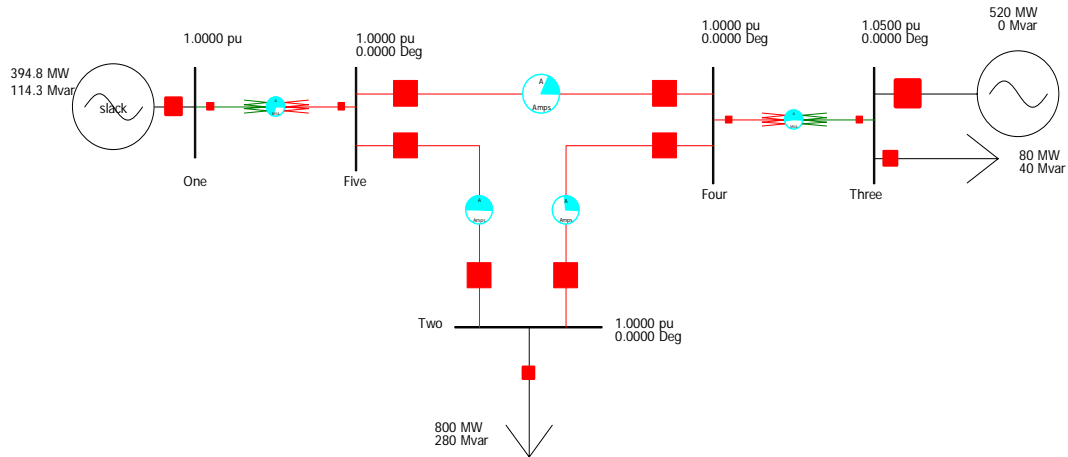 520 MW
0 Mvar
1.0000 pu
1.0000 pu
0.0000 Deg
1.0000 pu
0.0000 Deg
1.0500 pu
0.0000 Deg
394.8 MW
114.3 Mvar
slack
A
Amps
A
A
80 MW
40 Mvar
One
Five
Four
Three
A
Amps
A
Amps
Two
1.0000 pu
0.0000 Deg
800 MW
280 Mvar